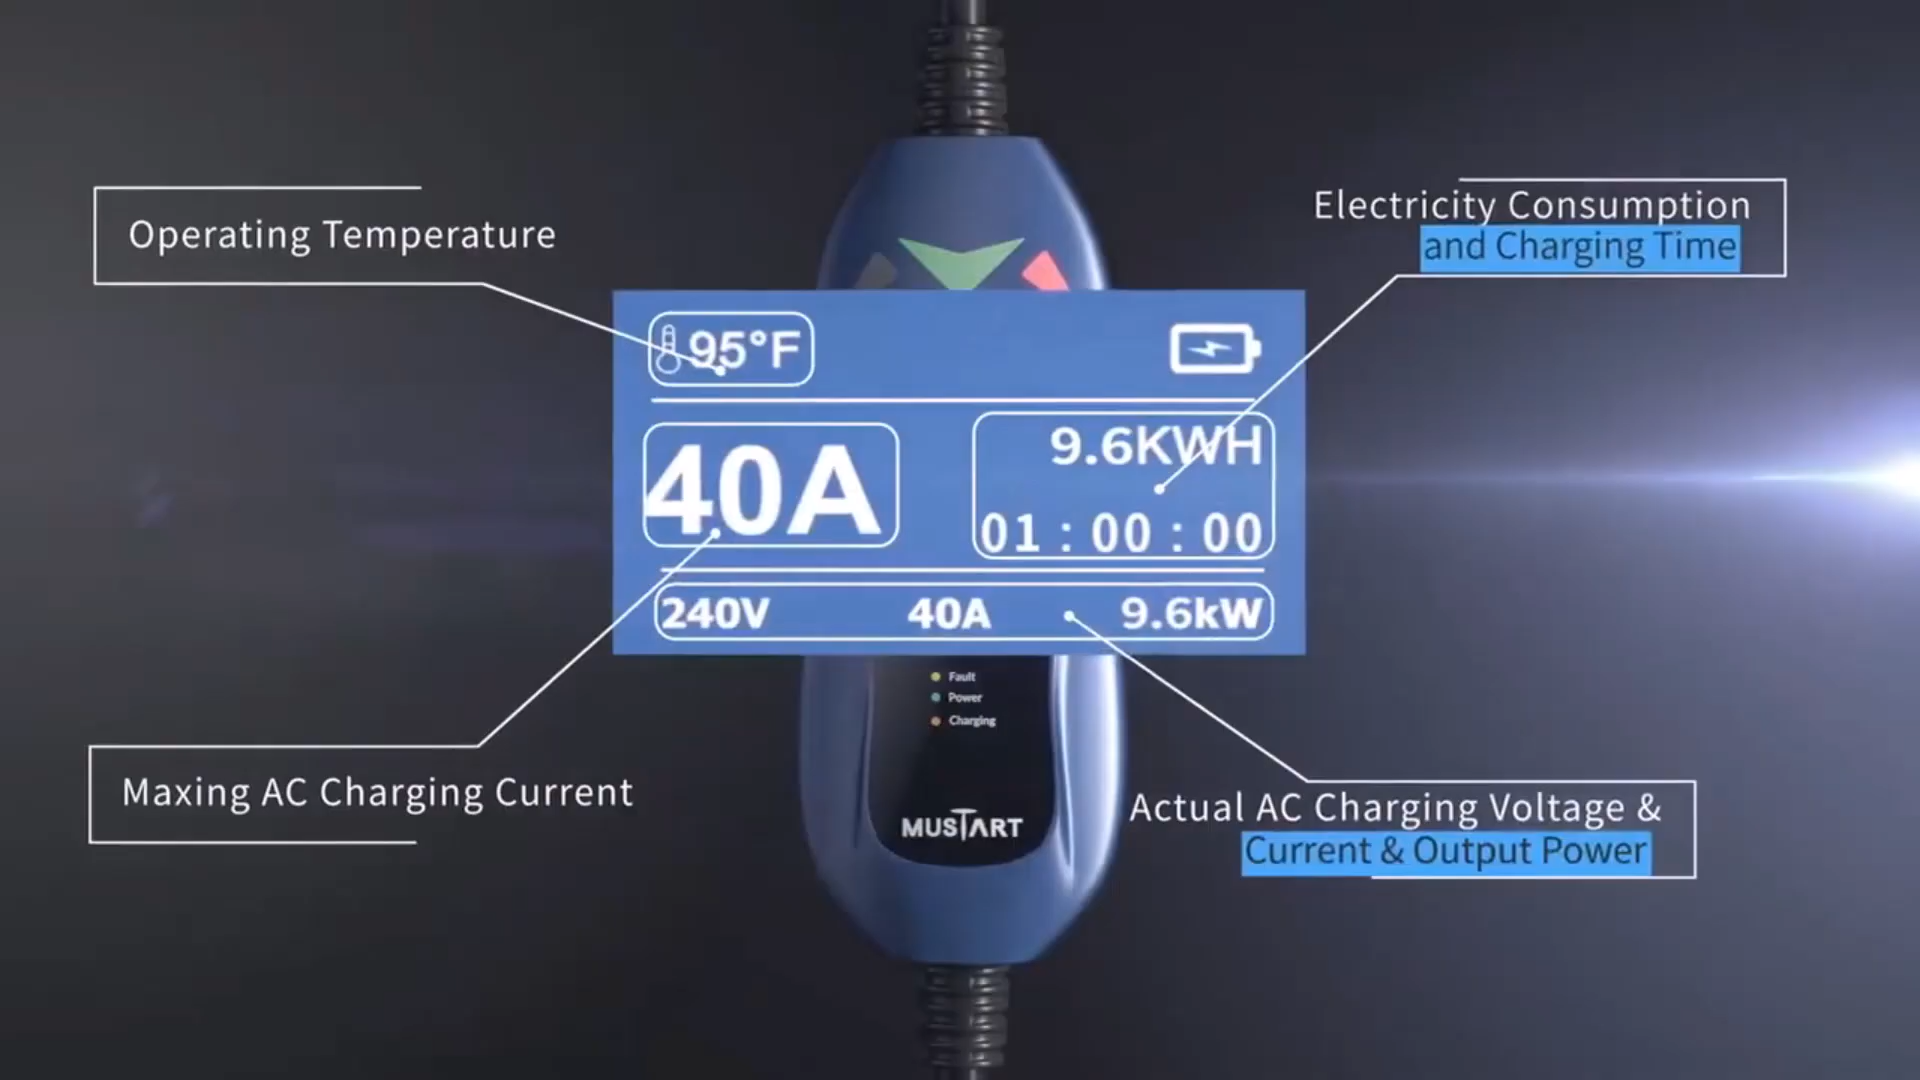 Operating Temperature
Electricity Consumption
and Charging Time
95°F
40A
9.6KWH
01 : 00 : 00
240V 40A 9.6kW
Fault
Power
Charging
Maxing AC Charging Current
MUSTART
Actual AC Charging Voltage &
Current & Output Power